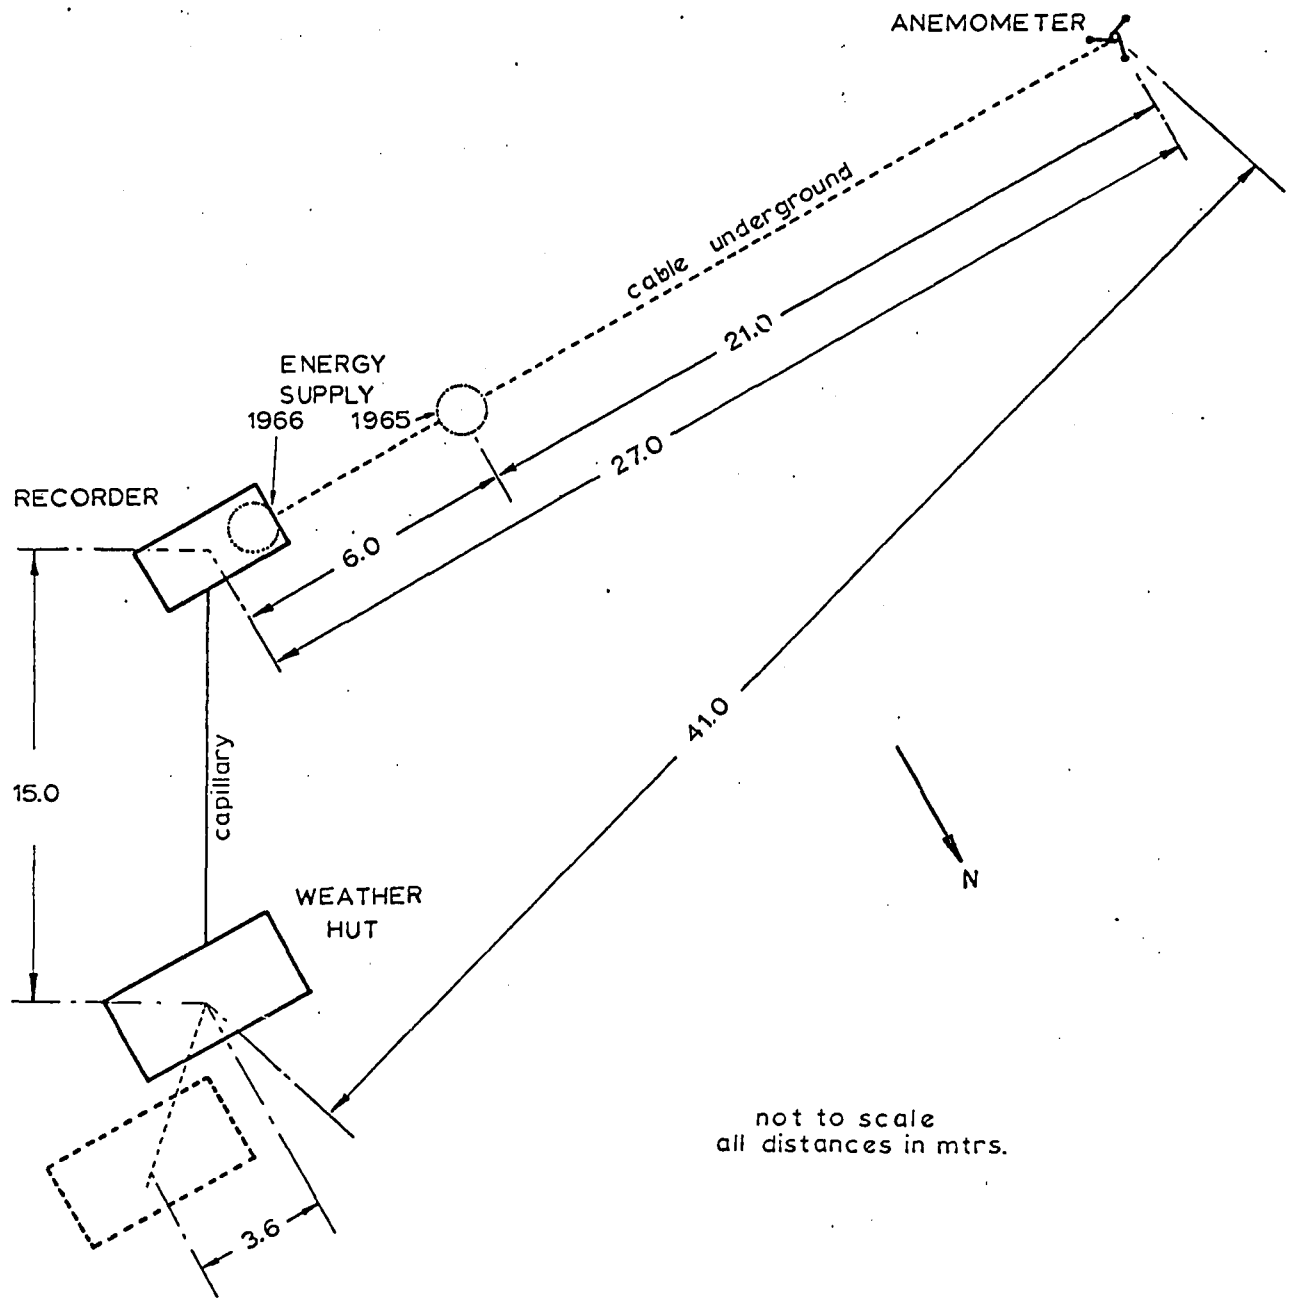 ANEMOMETER
cable underground
21.0
27.0
ENERGY
SUPPLY
1966 1965
RECORDER
6.0
41.0
15.0
capillary
N
WEATHER
HUT
not to scale
all distances in mtrs.
3.6